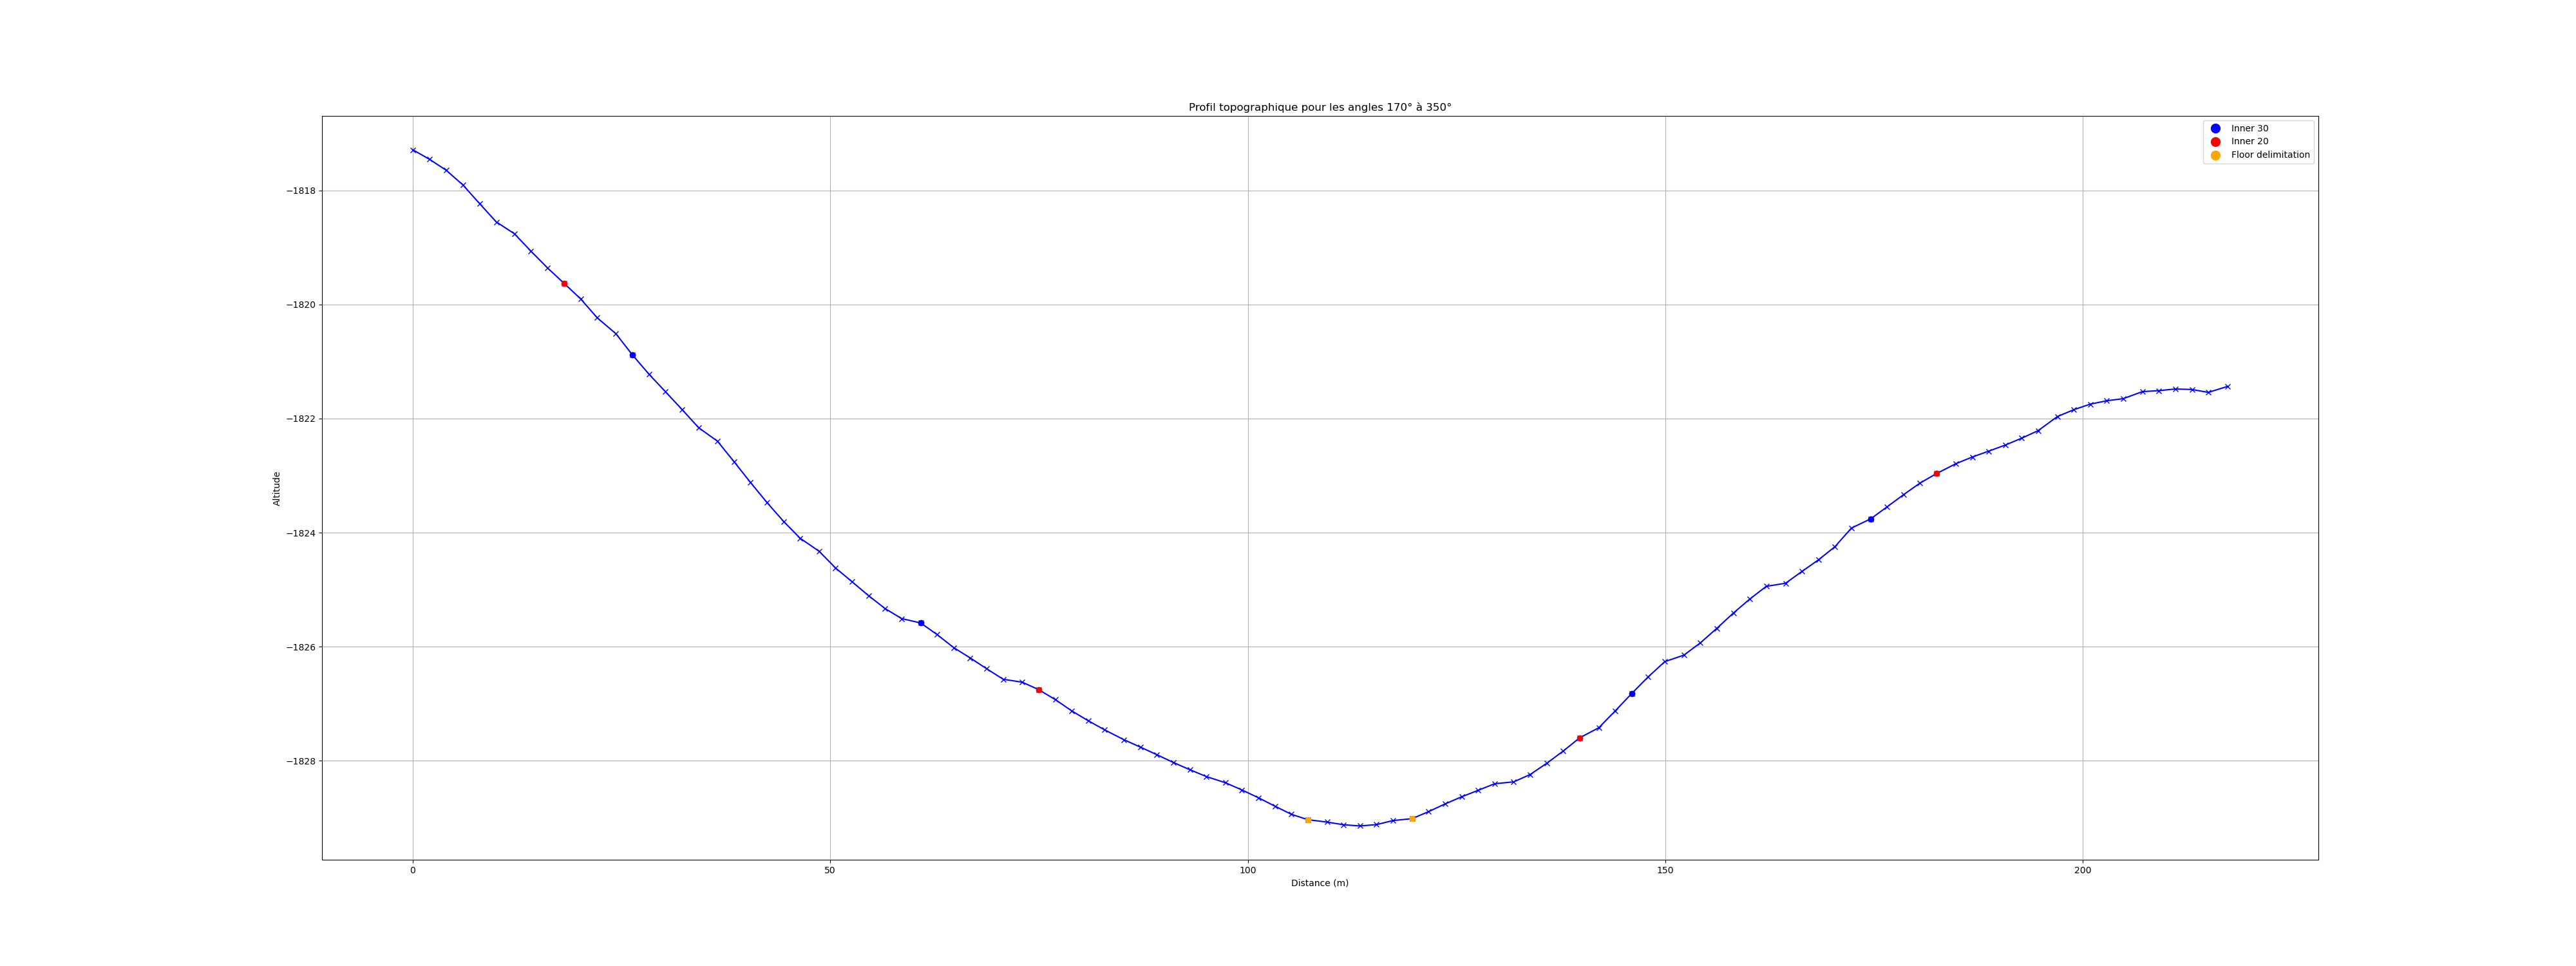 Profil topographique pour les angles 170° à 350°
Inner 30
Inner 20
Floor delimitation
−1818
−1820
−1822
−1824
−1826
−1828
Altitude
0 50 100 150 200
Distance (m)